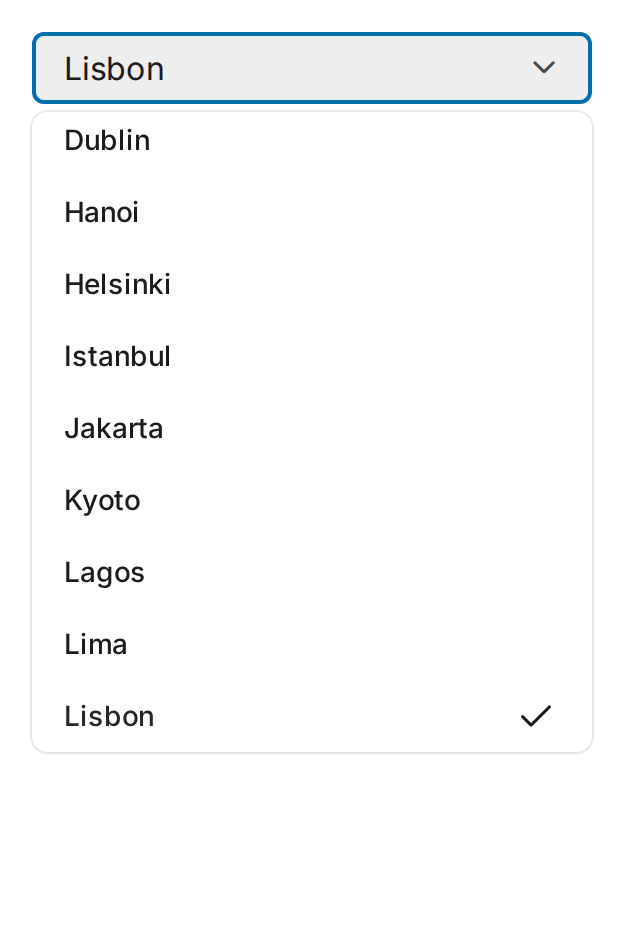 Lisbon
Dublin
Hanoi
Helsinki
Istanbul
Jakarta
Kyoto
Lagos
Lima
Lisbon